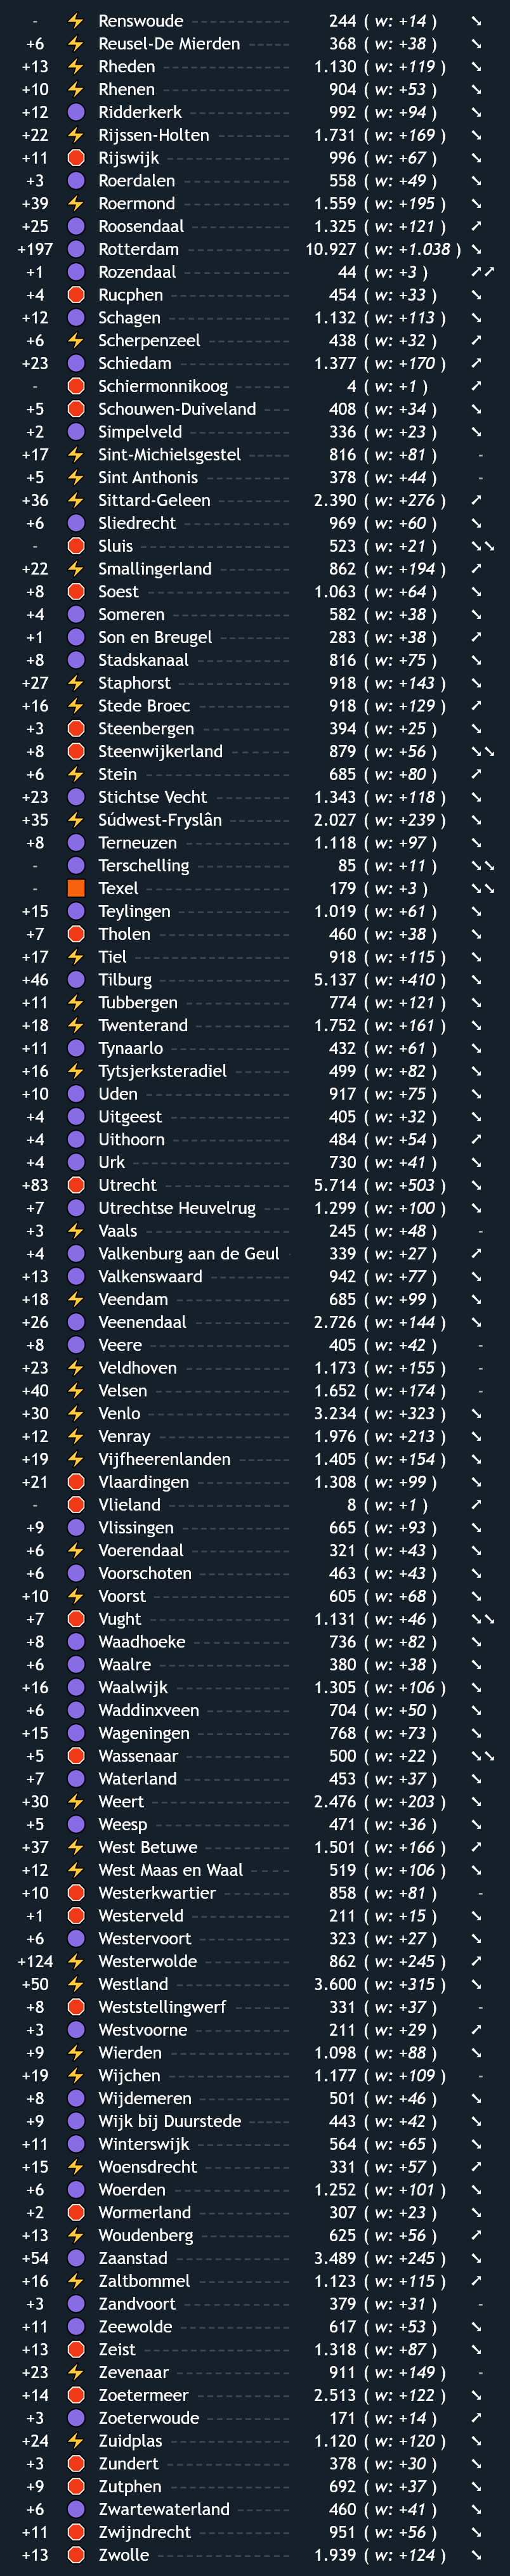 - Renswoude 244 ( w: +14 ) ↘
+6 Reusel-De Mierden 368 ( w: +38 ) ↘
+13 Rheden 1.130 ( w: +119 ) ↘
+10 Rhenen 904 ( w: +53 ) ↘
+12 Ridderkerk 992 ( w: +94 ) ↘
+22 Rijssen-Holten 1.731 ( w: +169 ) ↘
+11 Rijswijk 996 ( w: +67 ) ↘
+3 Roerdalen 558 ( w: +49 ) ↘
+39 Roermond 1.559 ( w: +195 ) ↘
+25 Roosendaal 1.325 ( w: +121 ) ↗
+197 Rotterdam 10.927 ( w: +1.038 ) ↘
+1 Rozendaal 44 ( w: +3 ) ↗↗
+4 Rucphen 454 ( w: +33 ) ↘
+12 Schagen 1.132 ( w: +113 ) ↘
+6 Scherpenzeel 438 ( w: +32 ) ↗
+23 Schiedam 1.377 ( w: +170 ) ↗
- Schiermonnikoog 4 ( w: +1 ) ↗
+5 Schouwen-Duiveland 408 ( w: +34 ) ↘
+2 Simpelveld 336 ( w: +23 ) ↘
+17 Sint-Michielsgestel 816 ( w: +81 ) -
+5 Sint Anthonis 378 ( w: +44 ) -
+36 Sittard-Geleen 2.390 ( w: +276 ) ↗
+6 Sliedrecht 969 ( w: +60 ) ↘
- Sluis 523 ( w: +21 ) ↘↘
+22 Smallingerland 862 ( w: +194 ) ↗
+8 Soest 1.063 ( w: +64 ) ↘
+4 Someren 582 ( w: +38 ) ↘
+1 Son en Breugel 283 ( w: +38 ) ↗
+8 Stadskanaal 816 ( w: +75 ) ↘
+27 Staphorst 918 ( w: +143 ) ↘
+16 Stede Broec 918 ( w: +129 ) ↗
+3 Steenbergen 394 ( w: +25 ) ↘
+8 Steenwijkerland 879 ( w: +56 ) ↘↘
+6 Stein 685 ( w: +80 ) ↗
+23 Stichtse Vecht 1.343 ( w: +118 ) ↘
+35 Súdwest-Fryslân 2.027 ( w: +239 ) ↘
+8 Terneuzen 1.118 ( w: +97 ) ↘
- Terschelling 85 ( w: +11 ) ↘↘
- Texel 179 ( w: +3 ) ↘↘
+15 Teylingen 1.019 ( w: +61 ) ↘
+7 Tholen 460 ( w: +38 ) ↘
+17 Tiel 918 ( w: +115 ) ↘
+46 Tilburg 5.137 ( w: +410 ) ↘
+11 Tubbergen 774 ( w: +121 ) ↘
+18 Twenterand 1.752 ( w: +161 ) ↘
+11 Tynaarlo 432 ( w: +61 ) ↘
+16 Tytsjerksteradiel 499 ( w: +82 ) ↘
+10 Uden 917 ( w: +75 ) ↘
+4 Uitgeest 405 ( w: +32 ) ↘
+4 Uithoorn 484 ( w: +54 ) ↗
+4 Urk 730 ( w: +41 ) ↘
+83 Utrecht 5.714 ( w: +503 ) ↘
+7 Utrechtse Heuvelrug 1.299 ( w: +100 ) ↘
+3 Vaals 245 ( w: +48 ) -
+4 Valkenburg aan de Geul 339 ( w: +27 ) ↗
+13 Valkenswaard 942 ( w: +77 ) ↘
+18 Veendam 685 ( w: +99 ) ↘
+26 Veenendaal 2.726 ( w: +144 ) ↘
+8 Veere 405 ( w: +42 ) -
+23 Veldhoven 1.173 ( w: +155 ) -
+40 Velsen 1.652 ( w: +174 ) -
+30 Venlo 3.234 ( w: +323 ) ↘
+12 Venray 1.976 ( w: +213 ) ↘
+19 Vijfheerenlanden 1.405 ( w: +154 ) ↘
+21 Vlaardingen 1.308 ( w: +99 ) ↘
- Vlieland 8 ( w: +1 ) ↗
+9 Vlissingen 665 ( w: +93 ) ↘
+6 Voerendaal 321 ( w: +43 ) ↘
+6 Voorschoten 463 ( w: +43 ) ↘
+10 Voorst 605 ( w: +68 ) ↘
+7 Vught 1.131 ( w: +46 ) ↘↘
+8 Waadhoeke 736 ( w: +82 ) ↘
+6 Waalre 380 ( w: +38 ) ↘
+16 Waalwijk 1.305 ( w: +106 ) ↘
+6 Waddinxveen 704 ( w: +50 ) ↘
+15 Wageningen 768 ( w: +73 ) ↘
+5 Wassenaar 500 ( w: +22 ) ↘↘
+7 Waterland 453 ( w: +37 ) ↘
+30 Weert 2.476 ( w: +203 ) ↘
+5 Weesp 471 ( w: +36 ) ↘
+37 West Betuwe 1.501 ( w: +166 ) ↗
+12 West Maas en Waal 519 ( w: +106 ) ↘
+10 Westerkwartier 858 ( w: +81 ) -
+1 Westerveld 211 ( w: +15 ) ↘
+6 Westervoort 323 ( w: +27 ) ↘
+124 Westerwolde 862 ( w: +245 ) ↗
+50 Westland 3.600 ( w: +315 ) ↘
+8 Weststellingwerf 331 ( w: +37 ) -
+3 Westvoorne 211 ( w: +29 ) ↗
+9 Wierden 1.098 ( w: +88 ) ↘
+19 Wijchen 1.177 ( w: +109 ) -
+8 Wijdemeren 501 ( w: +46 ) ↘
+9 Wijk bij Duurstede 443 ( w: +42 ) ↘
+11 Winterswijk 564 ( w: +65 ) ↘
+15 Woensdrecht 331 ( w: +57 ) ↗
+6 Woerden 1.252 ( w: +101 ) ↘
+2 Wormerland 307 ( w: +23 ) ↘
+13 Woudenberg 625 ( w: +56 ) ↗
+54 Zaanstad 3.489 ( w: +245 ) ↘
+16 Zaltbommel 1.123 ( w: +115 ) ↗
+3 Zandvoort 379 ( w: +31 ) -
+11 Zeewolde 617 ( w: +53 ) ↘
+13 Zeist 1.318 ( w: +87 ) ↘
+23 Zevenaar 911 ( w: +149 ) -
+14 Zoetermeer 2.513 ( w: +122 ) ↘
+3 Zoeterwoude 171 ( w: +14 ) ↗
+24 Zuidplas 1.120 ( w: +120 ) ↘
+3 Zundert 378 ( w: +30 ) ↘
+9 Zutphen 692 ( w: +37 ) ↘
+6 Zwartewaterland 460 ( w: +41 ) ↘
+11 Zwijndrecht 951 ( w: +56 ) ↘
+13 Zwolle 1.939 ( w: +124 ) ↘